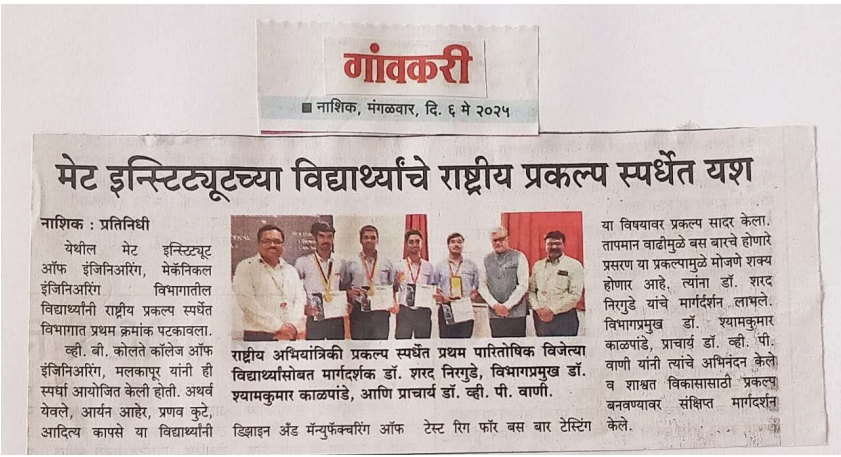 गांवकरी
■ नाशिक, मंगळवार, दि. ६ मे २०२५
मेट इन्स्टिट्यूटच्या विद्यार्थ्यांचे राष्ट्रीय प्रकल्प स्पर्धेत यश
नाशिक : प्रतिनिधी
येथील मेट इन्स्टिट्यूट
ऑफ इंजिनिअरिंग, मेकॅनिकल
इंजिनिअरिंग विभागातील
विद्यार्थ्यांनी राष्ट्रीय प्रकल्प स्पर्धेत
विभागात प्रथम क्रमांक पटकावला.
व्ही. बी. कोलते कॉलेज ऑफ
इंजिनिअरिंग, मलकापूर यांनी ही
स्पर्धा आयोजित केली होती. अथर्व
येवले, आर्यन आहेर, प्रणव कुटे,
आदित्य कापसे या विद्यार्थ्यांनी
राष्ट्रीय अभियांत्रिकी प्रकल्प स्पर्धेत प्रथम पारितोषिक विजेत्या
विद्यार्थ्यांसोबत मार्गदर्शक डॉ. शरद निरगुडे, विभागप्रमुख डॉ.
श्यामकुमार काळपांडे, आणि प्राचार्य डॉ. व्ही. पी. वाणी.
डिझाइन अँड मॅन्युफॅक्चरिंग ऑफ टेस्ट रिग फॉर बस बार टेस्टिंग
या विषयावर प्रकल्प सादर केला.
तापमान वाढीमुळे बस बारचे होणारे
प्रसरण या प्रकल्पामुळे मोजणे शक्य
होणार आहे. त्यांना डॉ. शरद
निरगुडे यांचे मार्गदर्शन लाभले.
विभागप्रमुख डॉ. श्यामकुमार
काळपांडे, प्राचार्य डॉ. व्ही. पी.
वाणी यांनी त्यांचे अभिनंदन केले
व शाश्वत विकासासाठी प्रकल्प
बनवण्यावर संक्षिप्त मार्गदर्शन
केले.